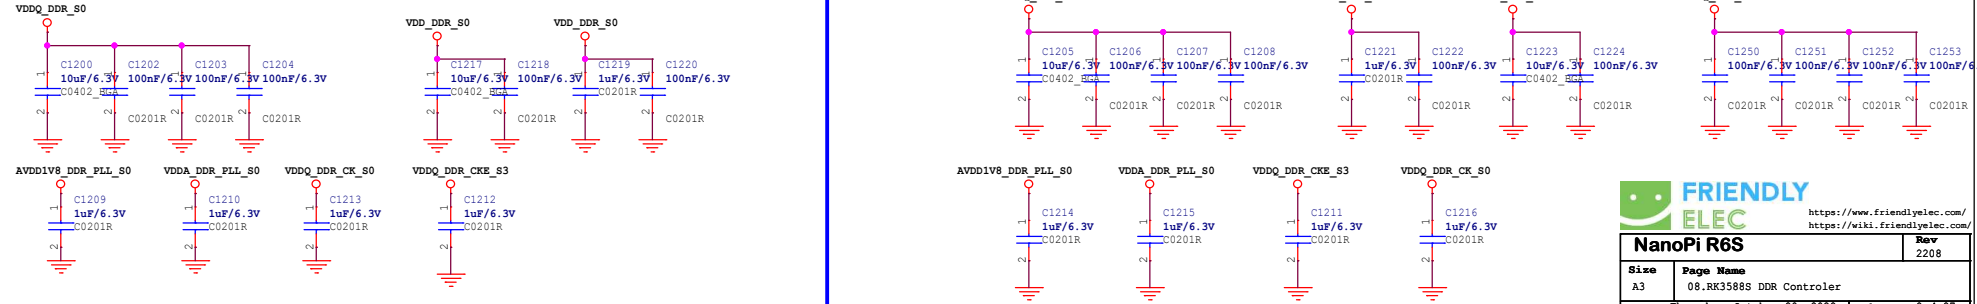 VDDQ_DDR_S0
VDD_DDR_S0
VDD_DDR_S0
C1200
10uF/6.3V
C0402_BGA
C1202
100nF/6.3V
C0201R
C1203
100nF/6.3V
C0201R
C1204
100nF/6.3V
C0201R
C1217
10uF/6.3V
C0402_BGA
C1218
100nF/6.3V
C0201R
C1219
1uF/6.3V
C0201R
C1220
100nF/6.3V
C0201R
C1205
10uF/6.3V
C0402_BGA
C1206
100nF/6.3V
C0201R
C1207
100nF/6.3V
C0201R
C1208
100nF/6.3V
C0201R
C1221
1uF/6.3V
C0201R
C1222
100nF/6.3V
C0201R
C1223
10uF/6.3V
C0402_BGA
C1224
100nF/6.3V
C0201R
C1250
100nF/6.3V
C0201R
C1251
100nF/6.3V
C0201R
C1252
100nF/6.3V
C0201R
C1253
100nF/6
C0201R
AVDD1V8_DDR_PLL_S0
C1209
1uF/6.3V
C0201R
VDDA_DDR_PLL_S0
C1210
1uF/6.3V
C0201R
VDDQ_DDR_CK_S0
C1213
1uF/6.3V
C0201R
VDDQ_DDR_CKE_S3
C1212
1uF/6.3V
C0201R
AVDD1V8_DDR_PLL_S0
C1214
1uF/6.3V
C0201R
VDDA_DDR_PLL_S0
C1215
1uF/6.3V
C0201R
VDDQ_DDR_CKE_S3
C1211
1uF/6.3V
C0201R
VDDQ_DDR_CK_S0
C1216
1uF/6.3V
C0201R
FRIENDLY
ELEC
https://www.friendlyelec.com/
https://wiki.friendlyelec.com/
NanoPi R6S
Rev
2208
Size
A3
Page Name
08.RK3588S DDR Controler